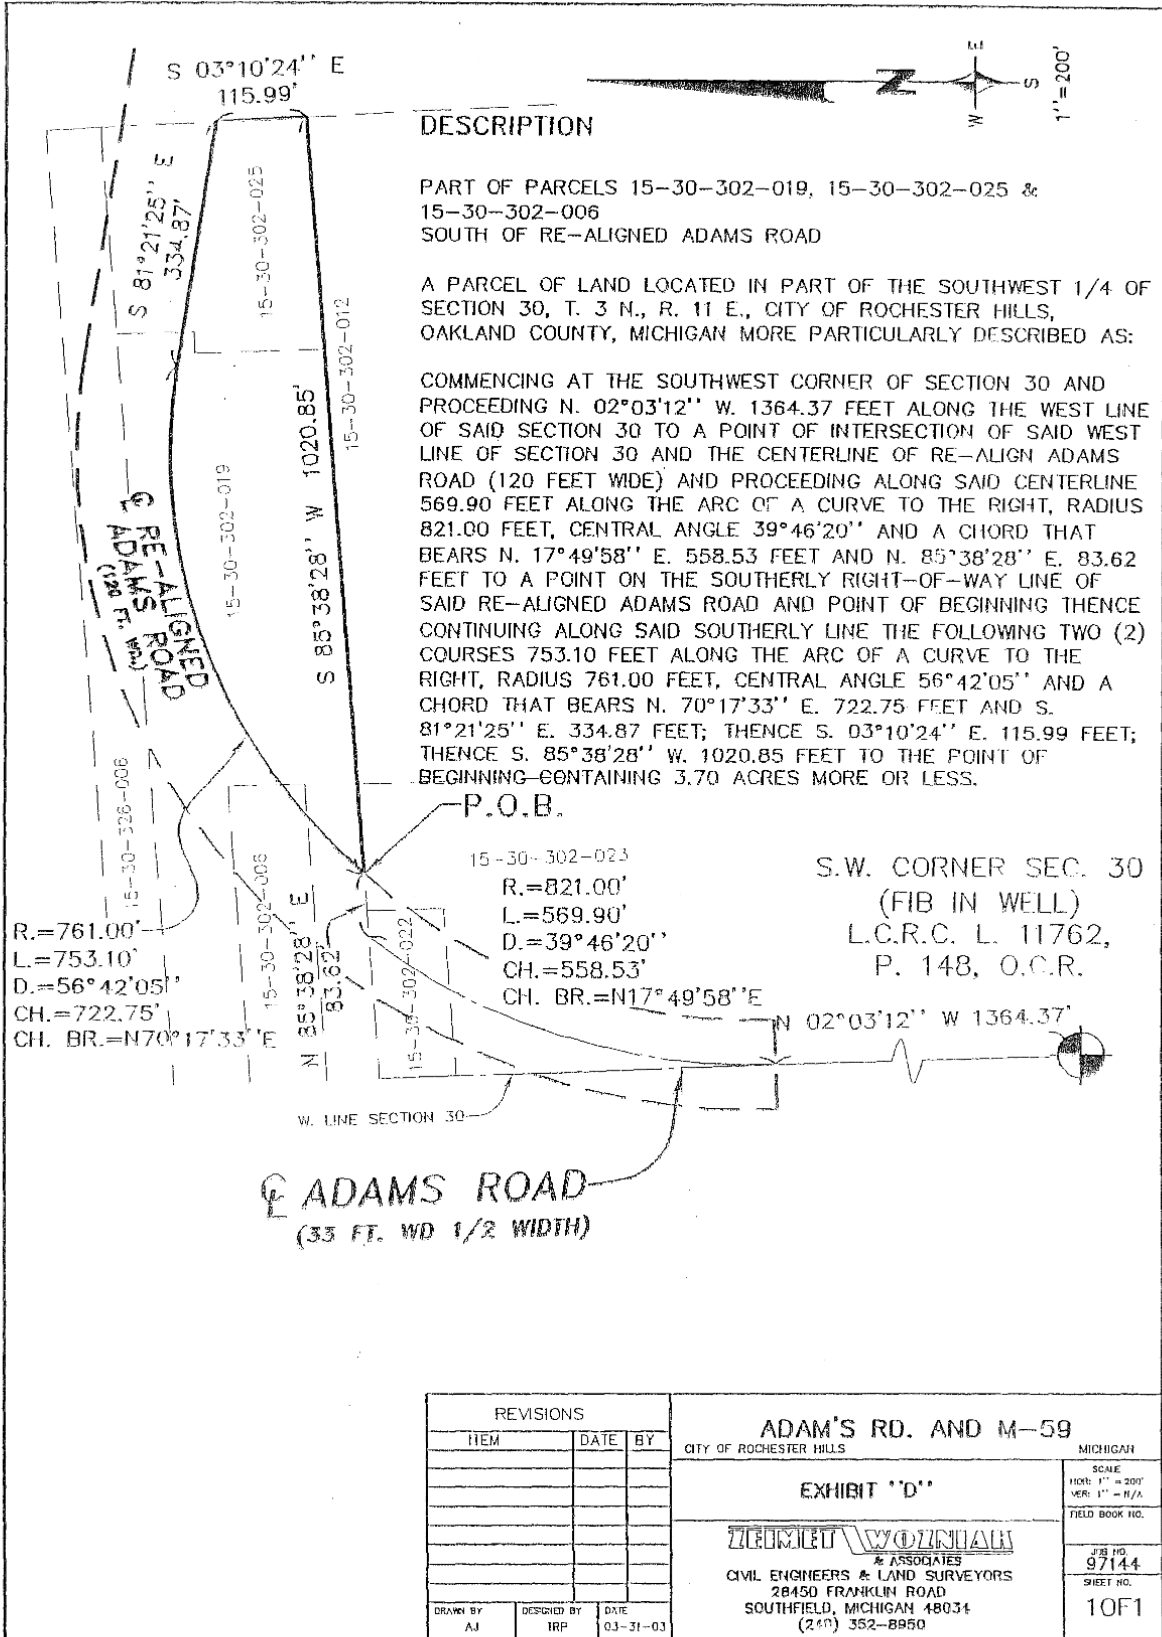 S 03°10'24'' E
115.99'
S 81°21'25'' E
334.87'
15-30-302-025
E
W
N
S
1''=200'
DESCRIPTION
PART OF PARCELS 15-30-302-019, 15-30-302-025 &
15-30-302-006
SOUTH OF RE-ALIGNED ADAMS ROAD
A PARCEL OF LAND LOCATED IN PART OF THE SOUTHWEST 1/4 OF
SECTION 30, T. 3 N., R. 11 E., CITY OF ROCHESTER HILLS,
OAKLAND COUNTY, MICHIGAN MORE PARTICULARLY DESCRIBED AS:
COMMENCING AT THE SOUTHWEST CORNER OF SECTION 30 AND
PROCEEDING N. 02°03'12'' W. 1364.37 FEET ALONG THE WEST LINE
OF SAID SECTION 30 TO A POINT OF INTERSECTION OF SAID WEST
LINE OF SECTION 30 AND THE CENTERLINE OF RE-ALIGN ADAMS
ROAD (120 FEET WIDE) AND PROCEEDING ALONG SAID CENTERLINE
569.90 FEET ALONG THE ARC OF A CURVE TO THE RIGHT, RADIUS
821.00 FEET, CENTRAL ANGLE 39°46'20'' AND A CHORD THAT
BEARS N. 17°49'58'' E. 558.53 FEET AND N. 85°38'28'' E. 83.62
FEET TO A POINT ON THE SOUTHERLY RIGHT-OF-WAY LINE OF
SAID RE-ALIGNED ADAMS ROAD AND POINT OF BEGINNING THENCE
CONTINUING ALONG SAID SOUTHERLY LINE THE FOLLOWING TWO (2)
COURSES 753.10 FEET ALONG THE ARC OF A CURVE TO THE
RIGHT, RADIUS 761.00 FEET, CENTRAL ANGLE 56°42'05'' AND A
CHORD THAT BEARS N. 70°17'33'' E. 722.75 FEET AND S.
81°21'25'' E. 334.87 FEET; THENCE S. 03°10'24'' E. 115.99 FEET;
THENCE S. 85°38'28'' W. 1020.85 FEET TO THE POINT OF
BEGINNING CONTAINING 3.70 ACRES MORE OR LESS.
15-30-302-012
S 85°38'28'' W 1020.85'
15-30-302-019
℄ RE-ALIGNED
ADAMS ROAD
(120 FT. WD.)
15-30-326-006
15-30-302-006
P.O.B.
15-30-302-023
R.=821.00'
L.=569.90'
D.=39°46'20''
CH.=558.53'
CH. BR.=N17°49'58''E
S.W. CORNER SEC. 30
(FIB IN WELL)
L.C.R.C. L. 11762,
P. 148, O.C.R.
R.=761.00'
L.=753.10'
D.=56°42'05''
CH.=722.75'
CH. BR.=N70°17'33''E
N 85°38'28'' E
83.62'
15-30-302-022
N 02°03'12'' W 1364.37'
W. LINE SECTION 30
℄ ADAMS ROAD
(33 FT. WD 1/2 WIDTH)
REVISIONS
ITEM DATE BY
DRAWN BY
AJ
DESIGNED BY
IRP
DATE
03-31-03
ADAM'S RD. AND M-59
CITY OF ROCHESTER HILLS MICHIGAN
EXHIBIT ''D''
SCALE
HOR: 1'' = 200'
VER: 1'' = N/A
FIELD BOOK NO.
ZEIMET WOZNIAK
& ASSOCIATES
CIVIL ENGINEERS & LAND SURVEYORS
28450 FRANKLIN ROAD
SOUTHFIELD, MICHIGAN 48034
352-8950
JOB NO.
97144
SHEET NO.
1OF1